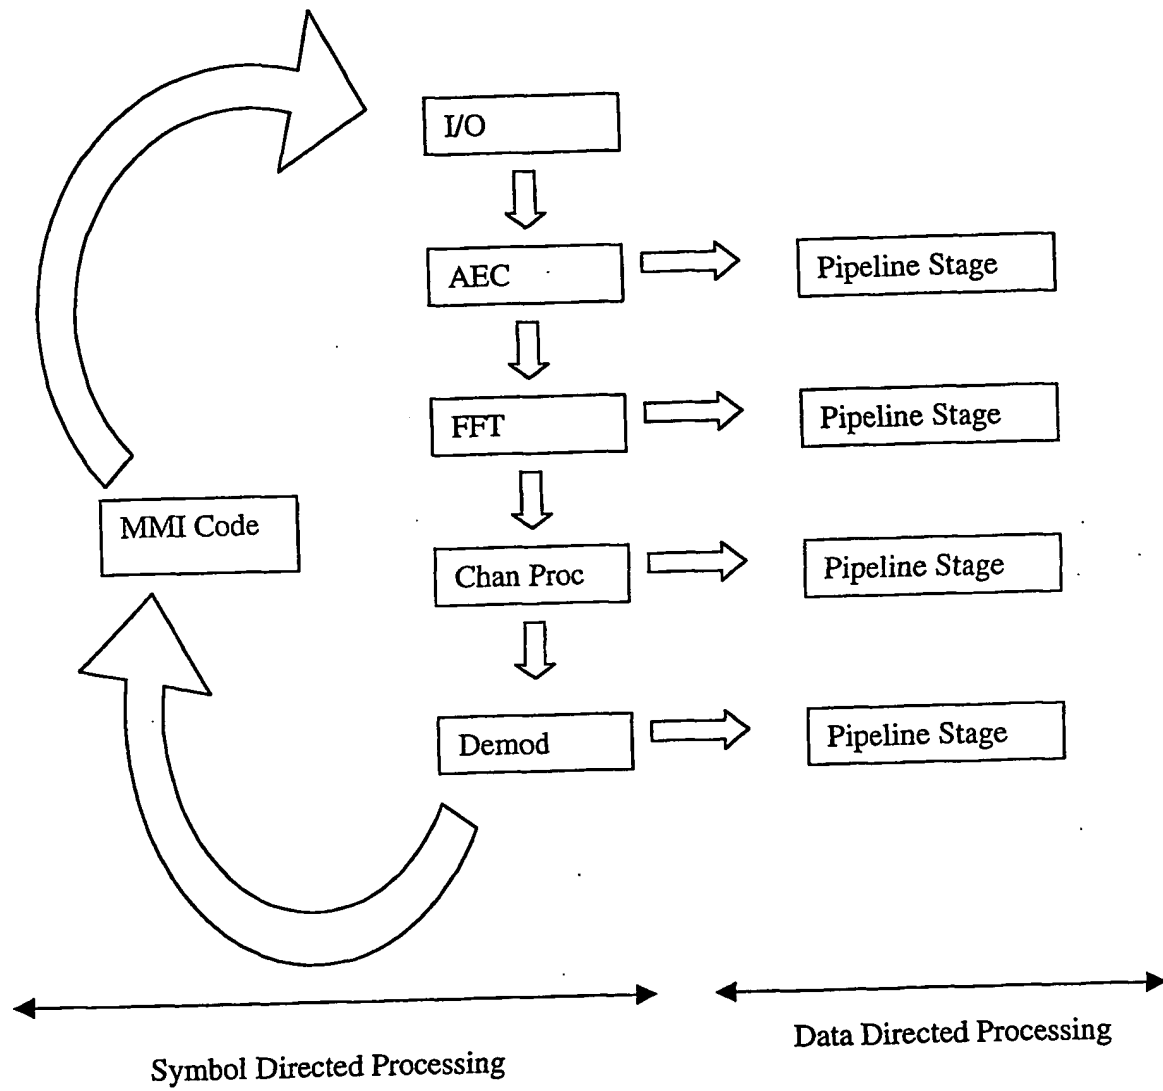 I/O
AEC
Pipeline Stage
FFT
Pipeline Stage
MMI Code
Chan Proc
Pipeline Stage
Demod
Pipeline Stage
Symbol Directed Processing
Data Directed Processing